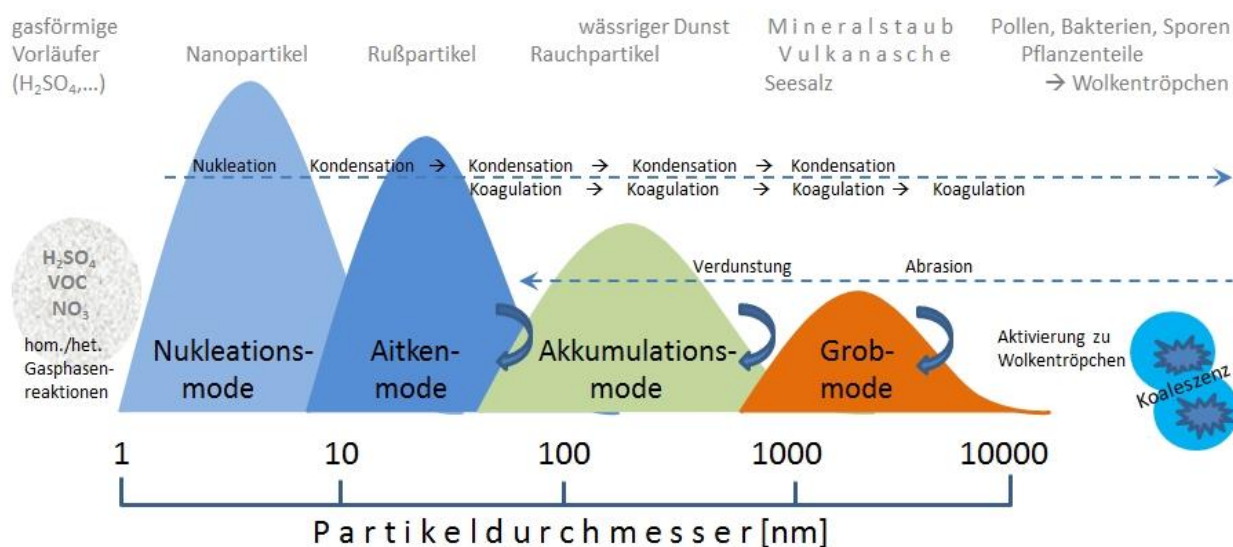 gasförmige
Vorläufer
(H₂SO₄,...)
Nanopartikel
Rußpartikel
wässriger Dunst
Rauchpartikel
Mineralstaub
Vulkanasche
Seesalz
Pollen, Bakterien, Sporen
Pflanzenteile
→ Wolkentröpchen
Nukleation Kondensation → Kondensation → Kondensation → Kondensation
Koagulation → Koagulation → Koagulation → Koagulation
Verdunstung Abrasion
H₂SO₄
VOC
NO₃
hom./het.
Gasphasen-
reaktionen
Nukleations-
mode
Aitken-
mode
Akkumulations-
mode
Grob-
mode
Aktivierung zu
Wolkentröpchen
Koaleszenz
1 10 100 1000 10000
Partikeldurchmesser [nm]